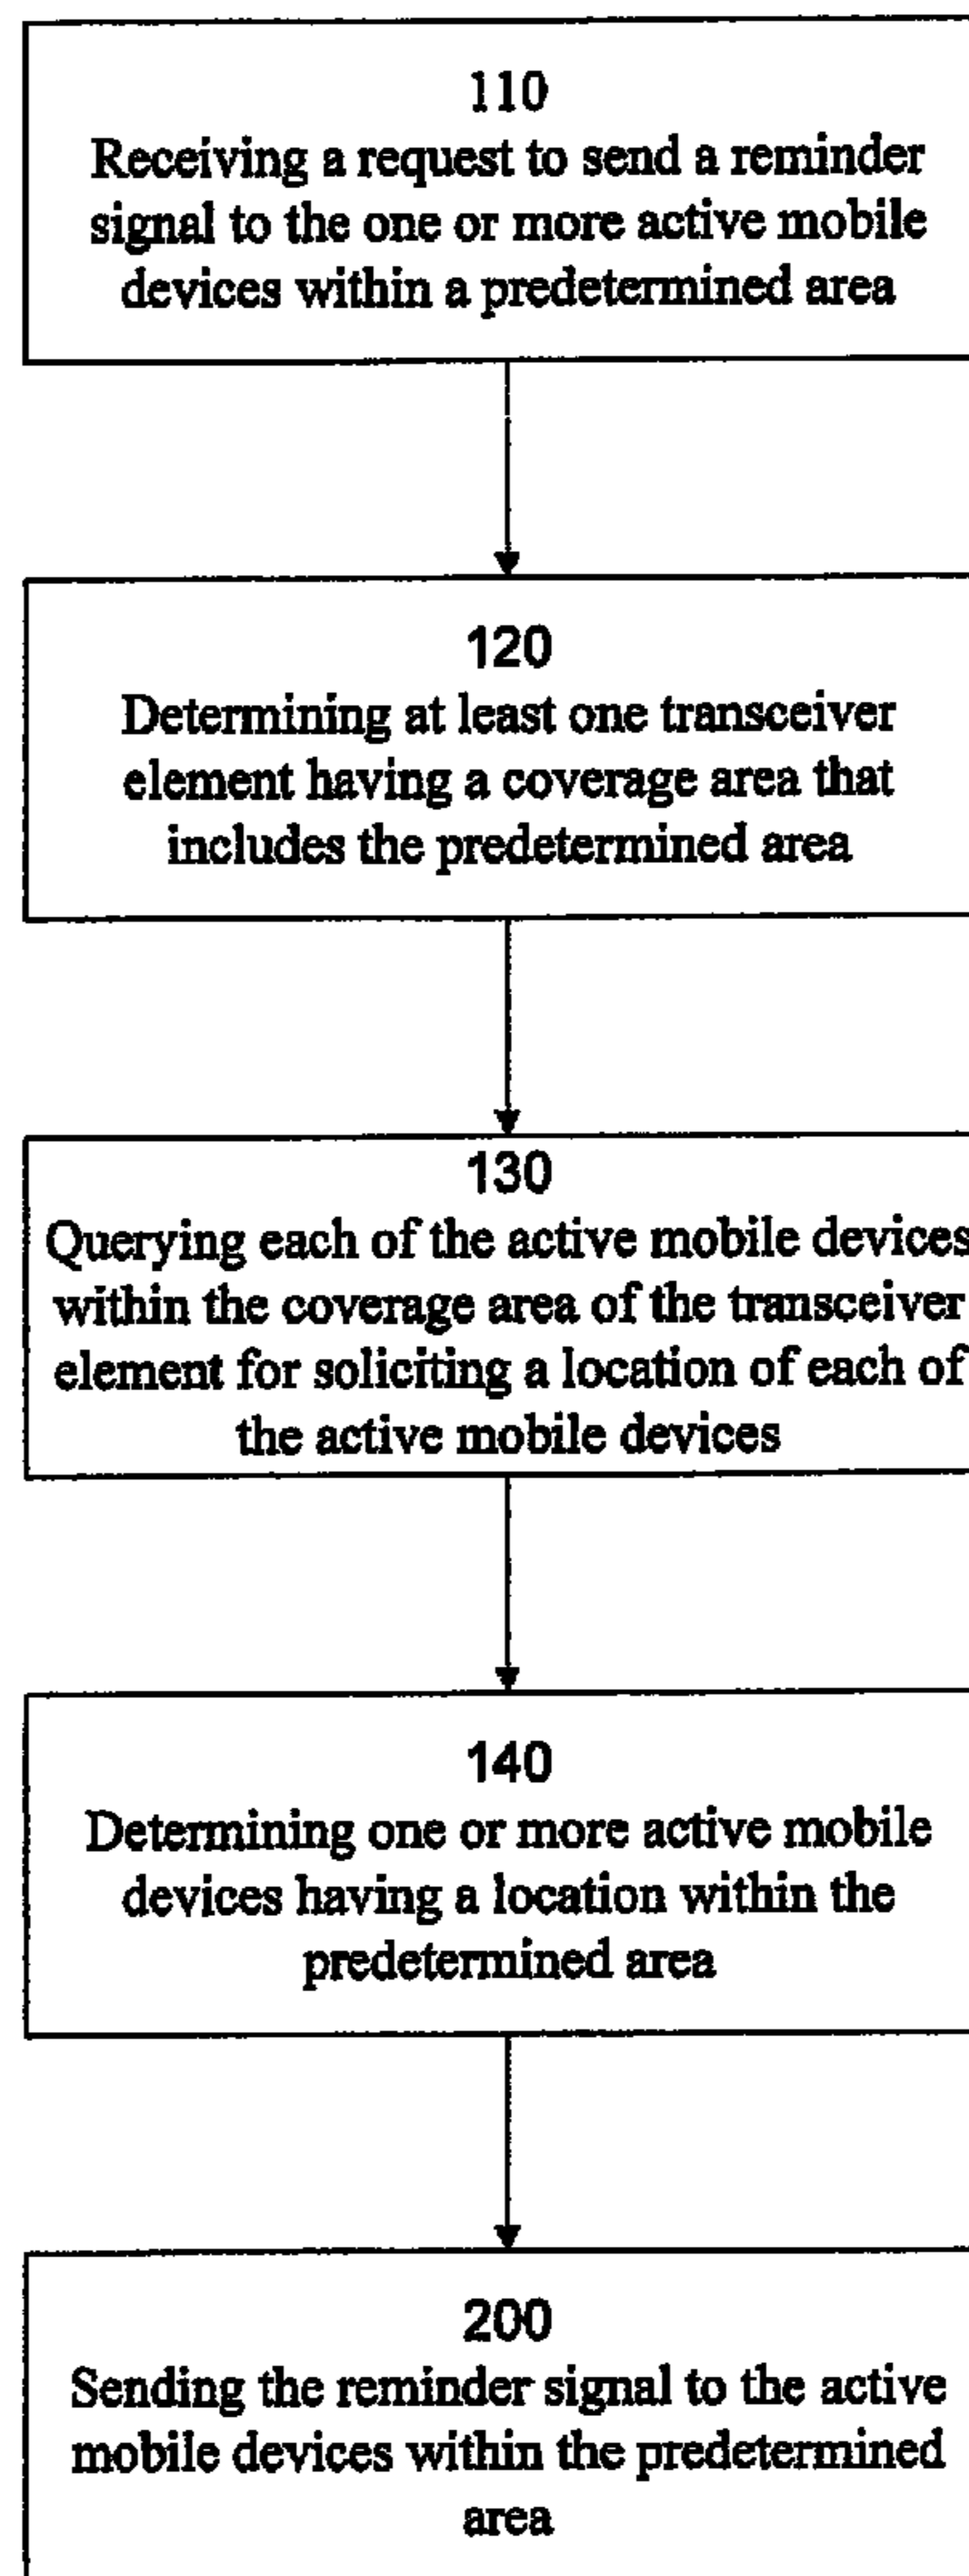 110
Receiving a request to send a reminder
signal to the one or more active mobile
devices within a predetermined area
120
Determining at least one transceiver
element having a coverage area that
includes the predetermined area
130
Querying each of the active mobile devices
within the coverage area of the transceiver
element for soliciting a location of each of
the active mobile devices
140
Determining one or more active mobile
devices having a location within the
predetermined area
200
Sending the reminder signal to the active
mobile devices within the predetermined
area